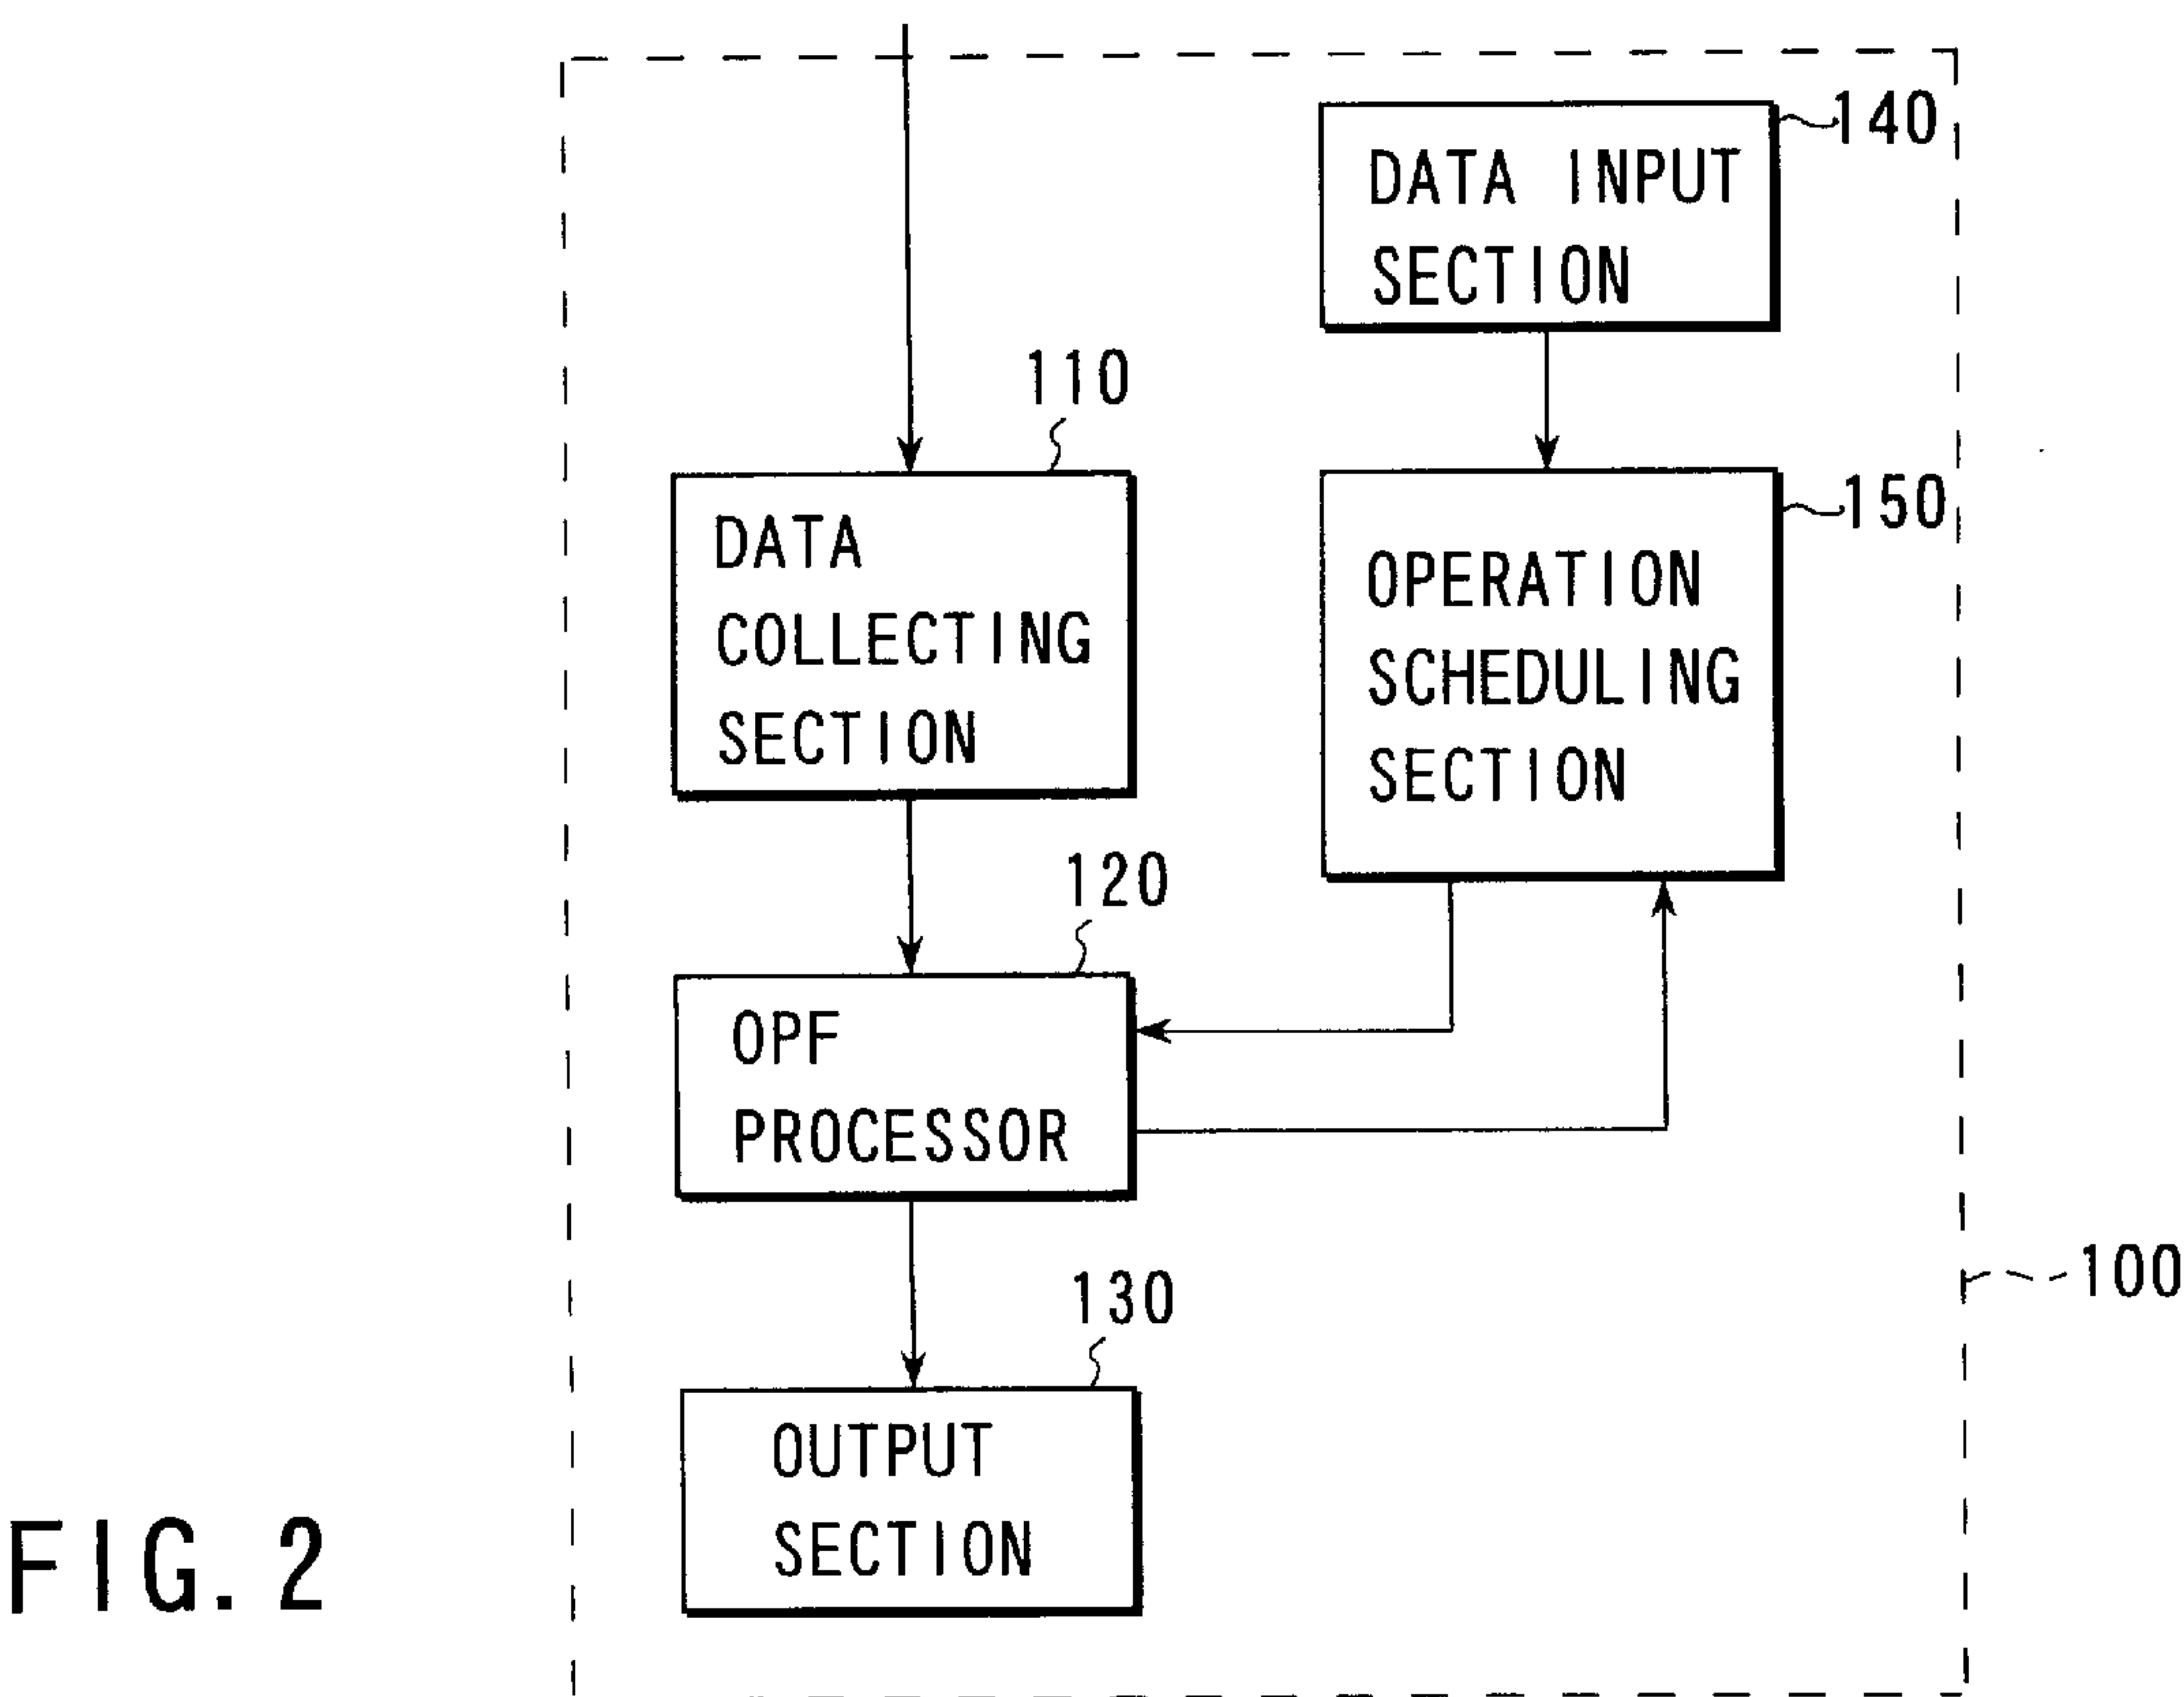 140
DATA INPUT
SECTION
110
150
DATA
COLLECTING
SECTION
OPERATION
SCHEDULING
SECTION
120
OPF
PROCESSOR
100
130
OUTPUT
SECTION
FIG. 2